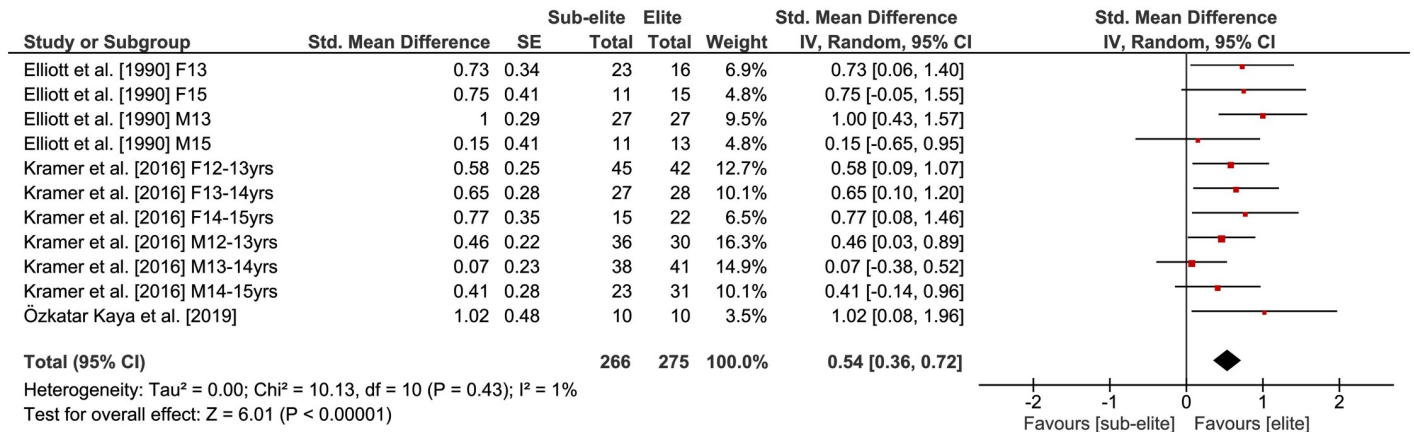 Sub-elite Elite Std. Mean Difference Std. Mean Difference
Study or Subgroup Std. Mean Difference SE Total Total Weight IV, Random, 95% CI IV, Random, 95% CI
Elliott et al. [1990] F13 0.73 0.34 23 16 6.9% 0.73 [0.06, 1.40]
Elliott et al. [1990] F15 0.75 0.41 11 15 4.8% 0.75 [-0.05, 1.55]
Elliott et al. [1990] M13 1 0.29 27 27 9.5% 1.00 [0.43, 1.57]
Elliott et al. [1990] M15 0.15 0.41 11 13 4.8% 0.15 [-0.65, 0.95]
Kramer et al. [2016] F12-13yrs 0.58 0.25 45 42 12.7% 0.58 [0.09, 1.07]
Kramer et al. [2016] F13-14yrs 0.65 0.28 27 28 10.1% 0.65 [0.10, 1.20]
Kramer et al. [2016] F14-15yrs 0.77 0.35 15 22 6.5% 0.77 [0.08, 1.46]
Kramer et al. [2016] M12-13yrs 0.46 0.22 36 30 16.3% 0.46 [0.03, 0.89]
Kramer et al. [2016] M13-14yrs 0.07 0.23 38 41 14.9% 0.07 [-0.38, 0.52]
Kramer et al. [2016] M14-15yrs 0.41 0.28 23 31 10.1% 0.41 [-0.14, 0.96]
Özkatar Kaya et al. [2019] 1.02 0.48 10 10 3.5% 1.02 [0.08, 1.96]
Total (95% CI) 266 275 100.0% 0.54 [0.36, 0.72]
Heterogeneity: Tau² = 0.00; Chi² = 10.13, df = 10 (P = 0.43); I² = 1%
Test for overall effect: Z = 6.01 (P < 0.00001)
-2 -1 0 1 2
Favours [sub-elite] Favours [elite]